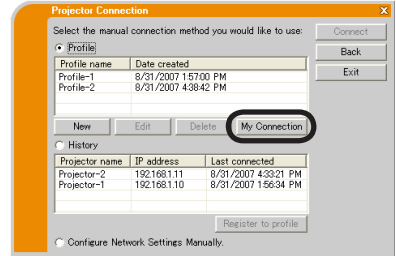 Projector Connection X
Select the manual connection method you would like to use: Connect
Profile Back
Profile name Date created Exit
Profile-1 8/31/2007 1:57:00 PM
Profile-2 8/31/2007 4:38:42 PM
New Edit Delete My Connection
History
Projector name IP address Last connected
Projector-2 192.168.1.11 8/31/2007 4:33:21 PM
Projector-1 192.168.1.10 8/31/2007 1:56:34 PM
Register to profile
Configure Network Settings Manually.